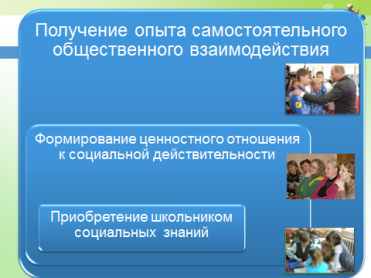 Получение опыта самостоятельного
общественного взаимодействия
Формирование ценностного отношения
к социальной действительности
Приобретение школьником
социальных знаний